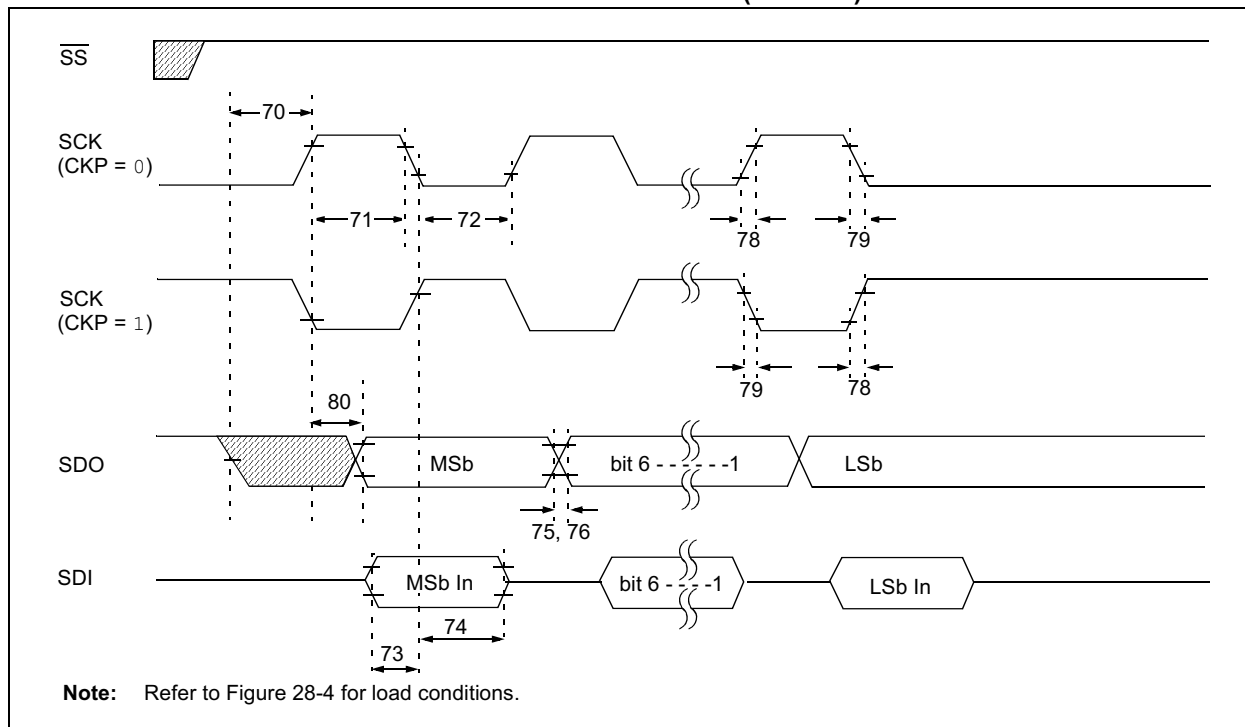 SS
70
SCK
(CKP = 0)
71
72
78
79
SCK
(CKP = 1)
79
78
80
SDO
MSb
bit 6 - - - - - -1
LSb
75, 76
SDI
MSb In
bit 6 - - - - -1
LSb In
74
73
Note: Refer to Figure 28-4 for load conditions.